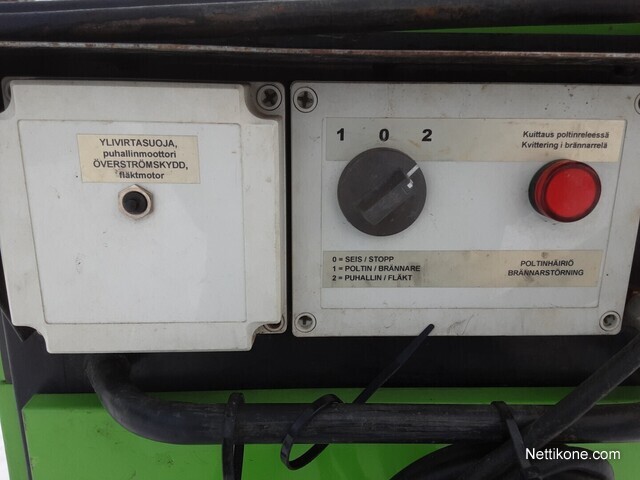 YLIVIRTASUOJA,
puhallinmoottori
ÖVERSTRÖMSKYDD,
fläktmotor
1 0 2
Kuittaus poltinreleessä
Kvittering i brännarrelä
0 = SEIS / STOPP
1 = POLTIN / BRÄNNARE
2 = PUHALLIN / FLÄKT
POLTINHÄIRIÖ
BRÄNNARSTÖRNING
Nettikone.com